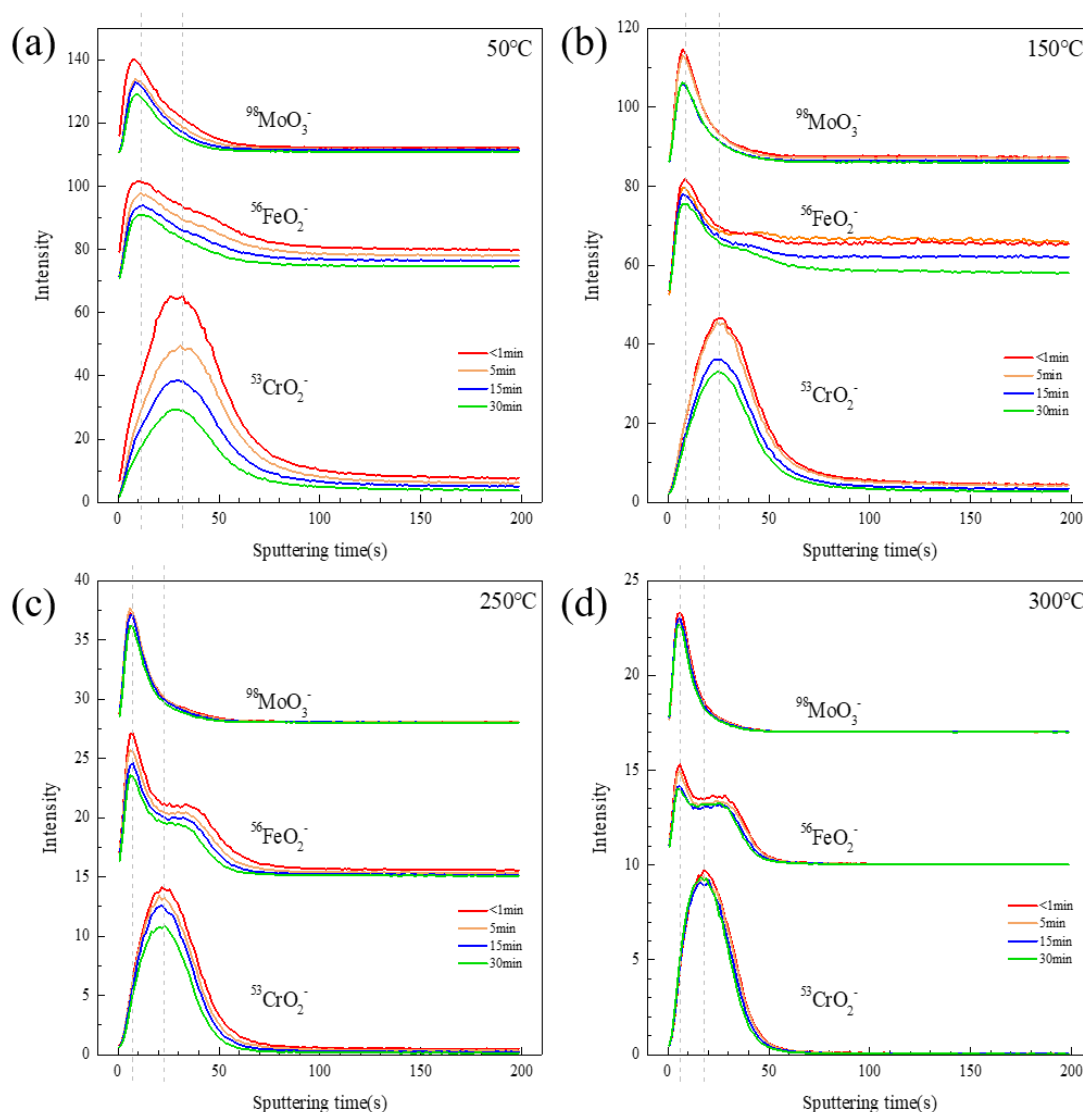 (a)
50°C
140
120
100
80
60
40
20
0
Intensity
⁹⁸MoO₃⁻
⁵⁶FeO₂⁻
⁵³CrO₂⁻
<1min
5min
15min
30min
0
50
100
150
200
Sputtering time(s)
(b)
150°C
120
100
80
60
40
20
0
Intensity
⁹⁸MoO₃⁻
⁵⁶FeO₂⁻
⁵³CrO₂⁻
<1min
5min
15min
30min
0
50
100
150
200
Sputtering time(s)
(c)
250°C
40
35
30
25
20
15
10
5
0
Intensity
⁹⁸MoO₃⁻
⁵⁶FeO₂⁻
⁵³CrO₂⁻
<1min
5min
15min
30min
0
50
100
150
200
Sputtering time(s)
(d)
300°C
25
20
15
10
5
0
Intensity
⁹⁸MoO₃⁻
⁵⁶FeO₂⁻
⁵³CrO₂⁻
<1min
5min
15min
30min
0
50
100
150
200
Sputtering time(s)